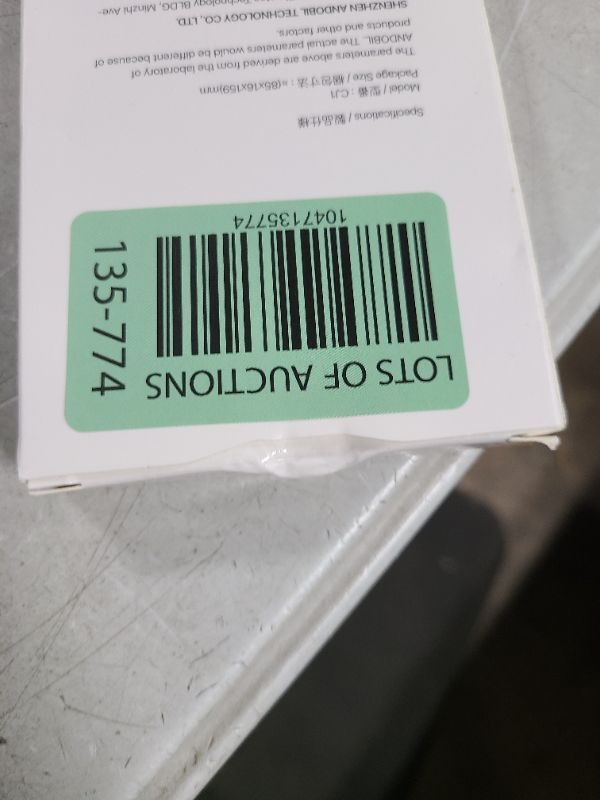 LOTS OF AUCTIONS
1047135774
135-774
Specifications / 製品仕様
Model / 型番 : CJ1
Package Size / 梱包寸法 : ≈(85x16x159)mm
The parameters above are derived from the laboratory of
ANDOBIL. The actual parameters would be different because of
products and other factors.
SHENZHEN ANDOBIL TECHNOLOGY CO., LTD.
Technology BLDG, Minzhi Ave-